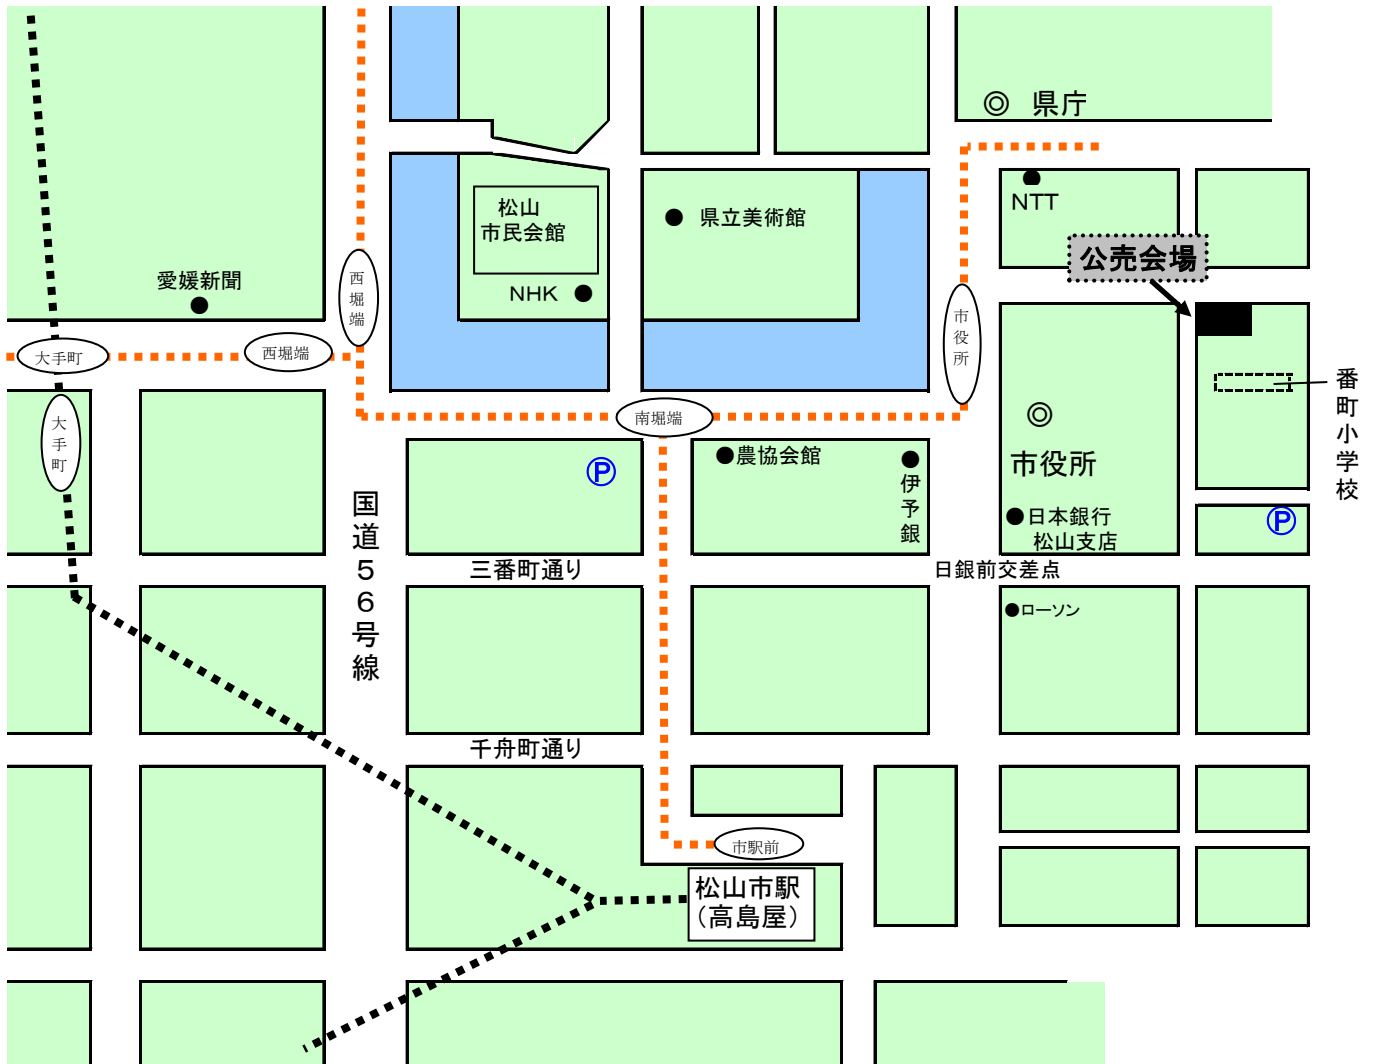 県庁
NTT
松山
市民会館
県立美術館
公売会場
愛媛新聞
NHK
西堀端
市役所
大手町
西堀端
番町小学校
大手町
南堀端
農協会館
伊予銀
市役所
国道５６号線
P
日本銀行
松山支店
P
三番町通り
日銀前交差点
ローソン
千舟町通り
市駅前
松山市駅
（高島屋）